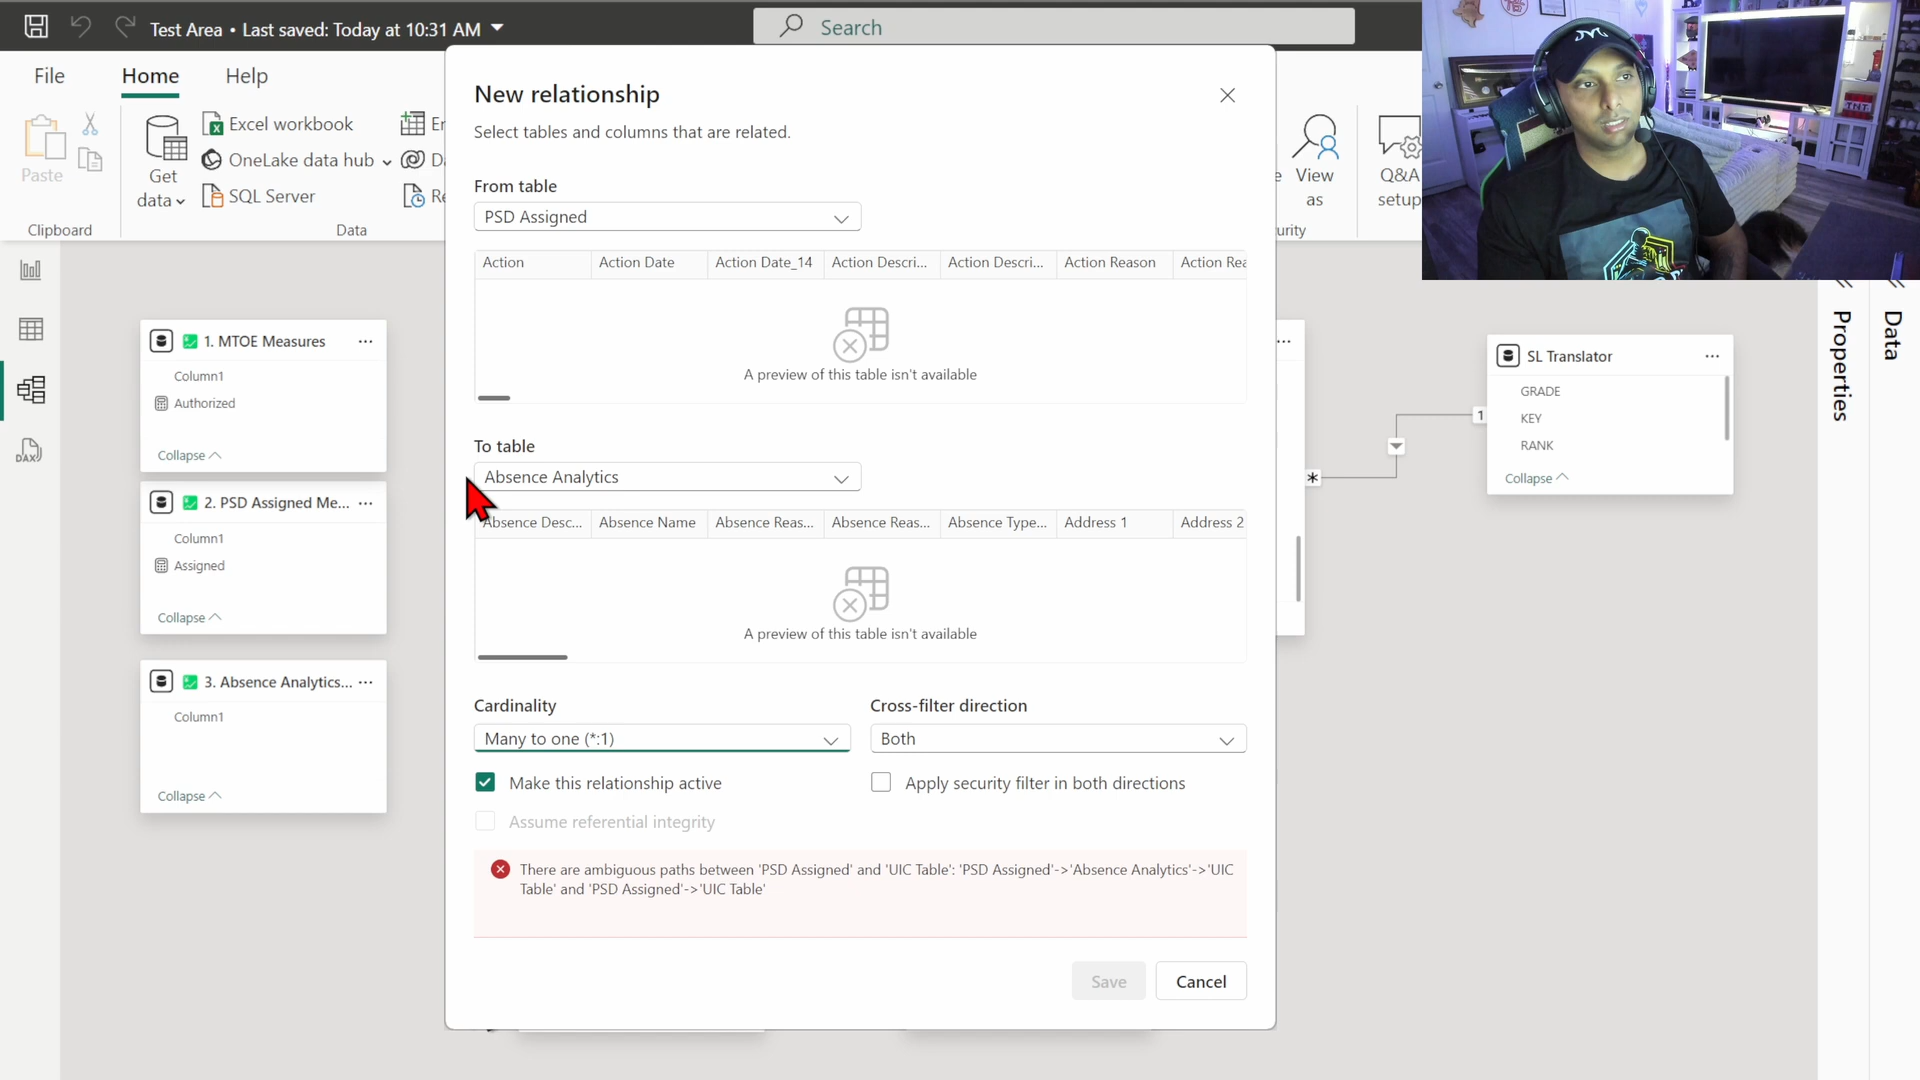 Test Area • Last saved: Today at 10:31 AM
Search
File
Home
Help
Paste
Clipboard
Get
data
Excel workbook
OneLake data hub
SQL Server
Data
View
as
Q&A
setup
New relationship
Select tables and columns that are related.
From table
PSD Assigned
Action
Action Date
Action Date_14
Action Descri...
Action Descri...
Action Reason
Action Rea
A preview of this table isn't available
To table
Absence Analytics
Absence Desc...
Absence Name
Absence Reas...
Absence Reas...
Absence Type...
Address 1
Address 2
A preview of this table isn't available
Cardinality
Many to one (*:1)
Cross-filter direction
Both
Make this relationship active
Apply security filter in both directions
Assume referential integrity
There are ambiguous paths between 'PSD Assigned' and 'UIC Table': 'PSD Assigned'->'Absence Analytics'->'UIC
Table' and 'PSD Assigned'->'UIC Table'
Save
Cancel
1. MTOE Measures
Column1
Authorized
Collapse
2. PSD Assigned Me...
Column1
Assigned
Collapse
3. Absence Analytics...
Column1
Collapse
DAX
SL Translator
GRADE
KEY
RANK
Collapse
1
*
Properties
Data